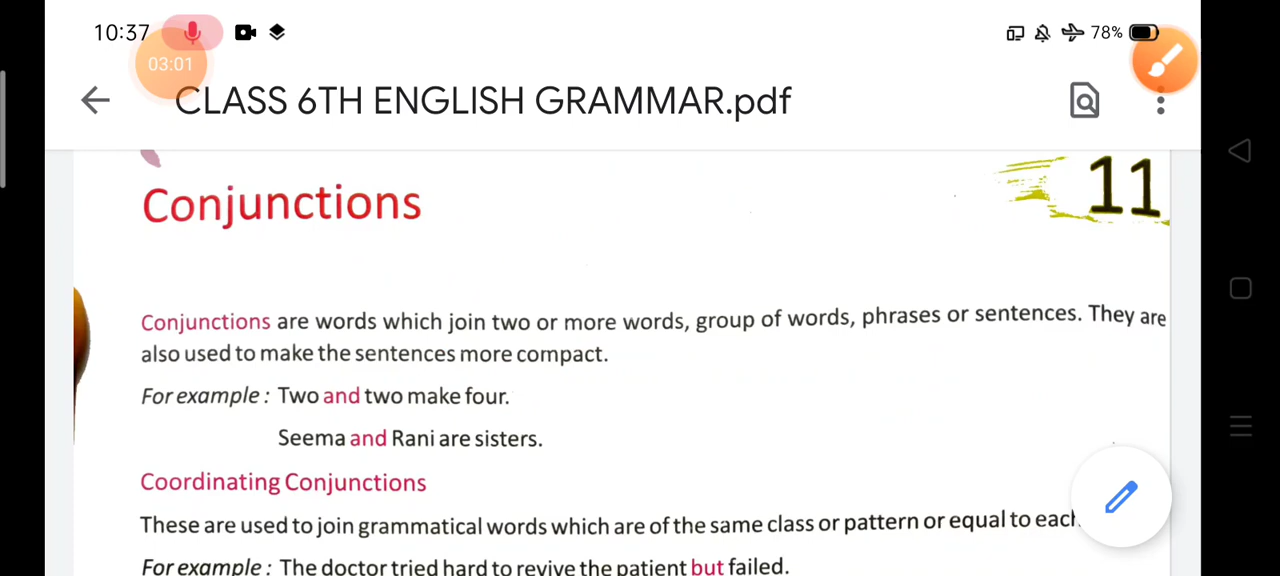 10:37
78%
03:01
CLASS 6TH ENGLISH GRAMMAR.pdf
Conjunctions
11
Conjunctions are words which join two or more words, group of words, phrases or sentences. They are
also used to make the sentences more compact.
For example : Two and two make four.
Seema and Rani are sisters.
Coordinating Conjunctions
These are used to join grammatical words which are of the same class or pattern or equal to
For example : The doctor tried hard to revive the patient but failed.